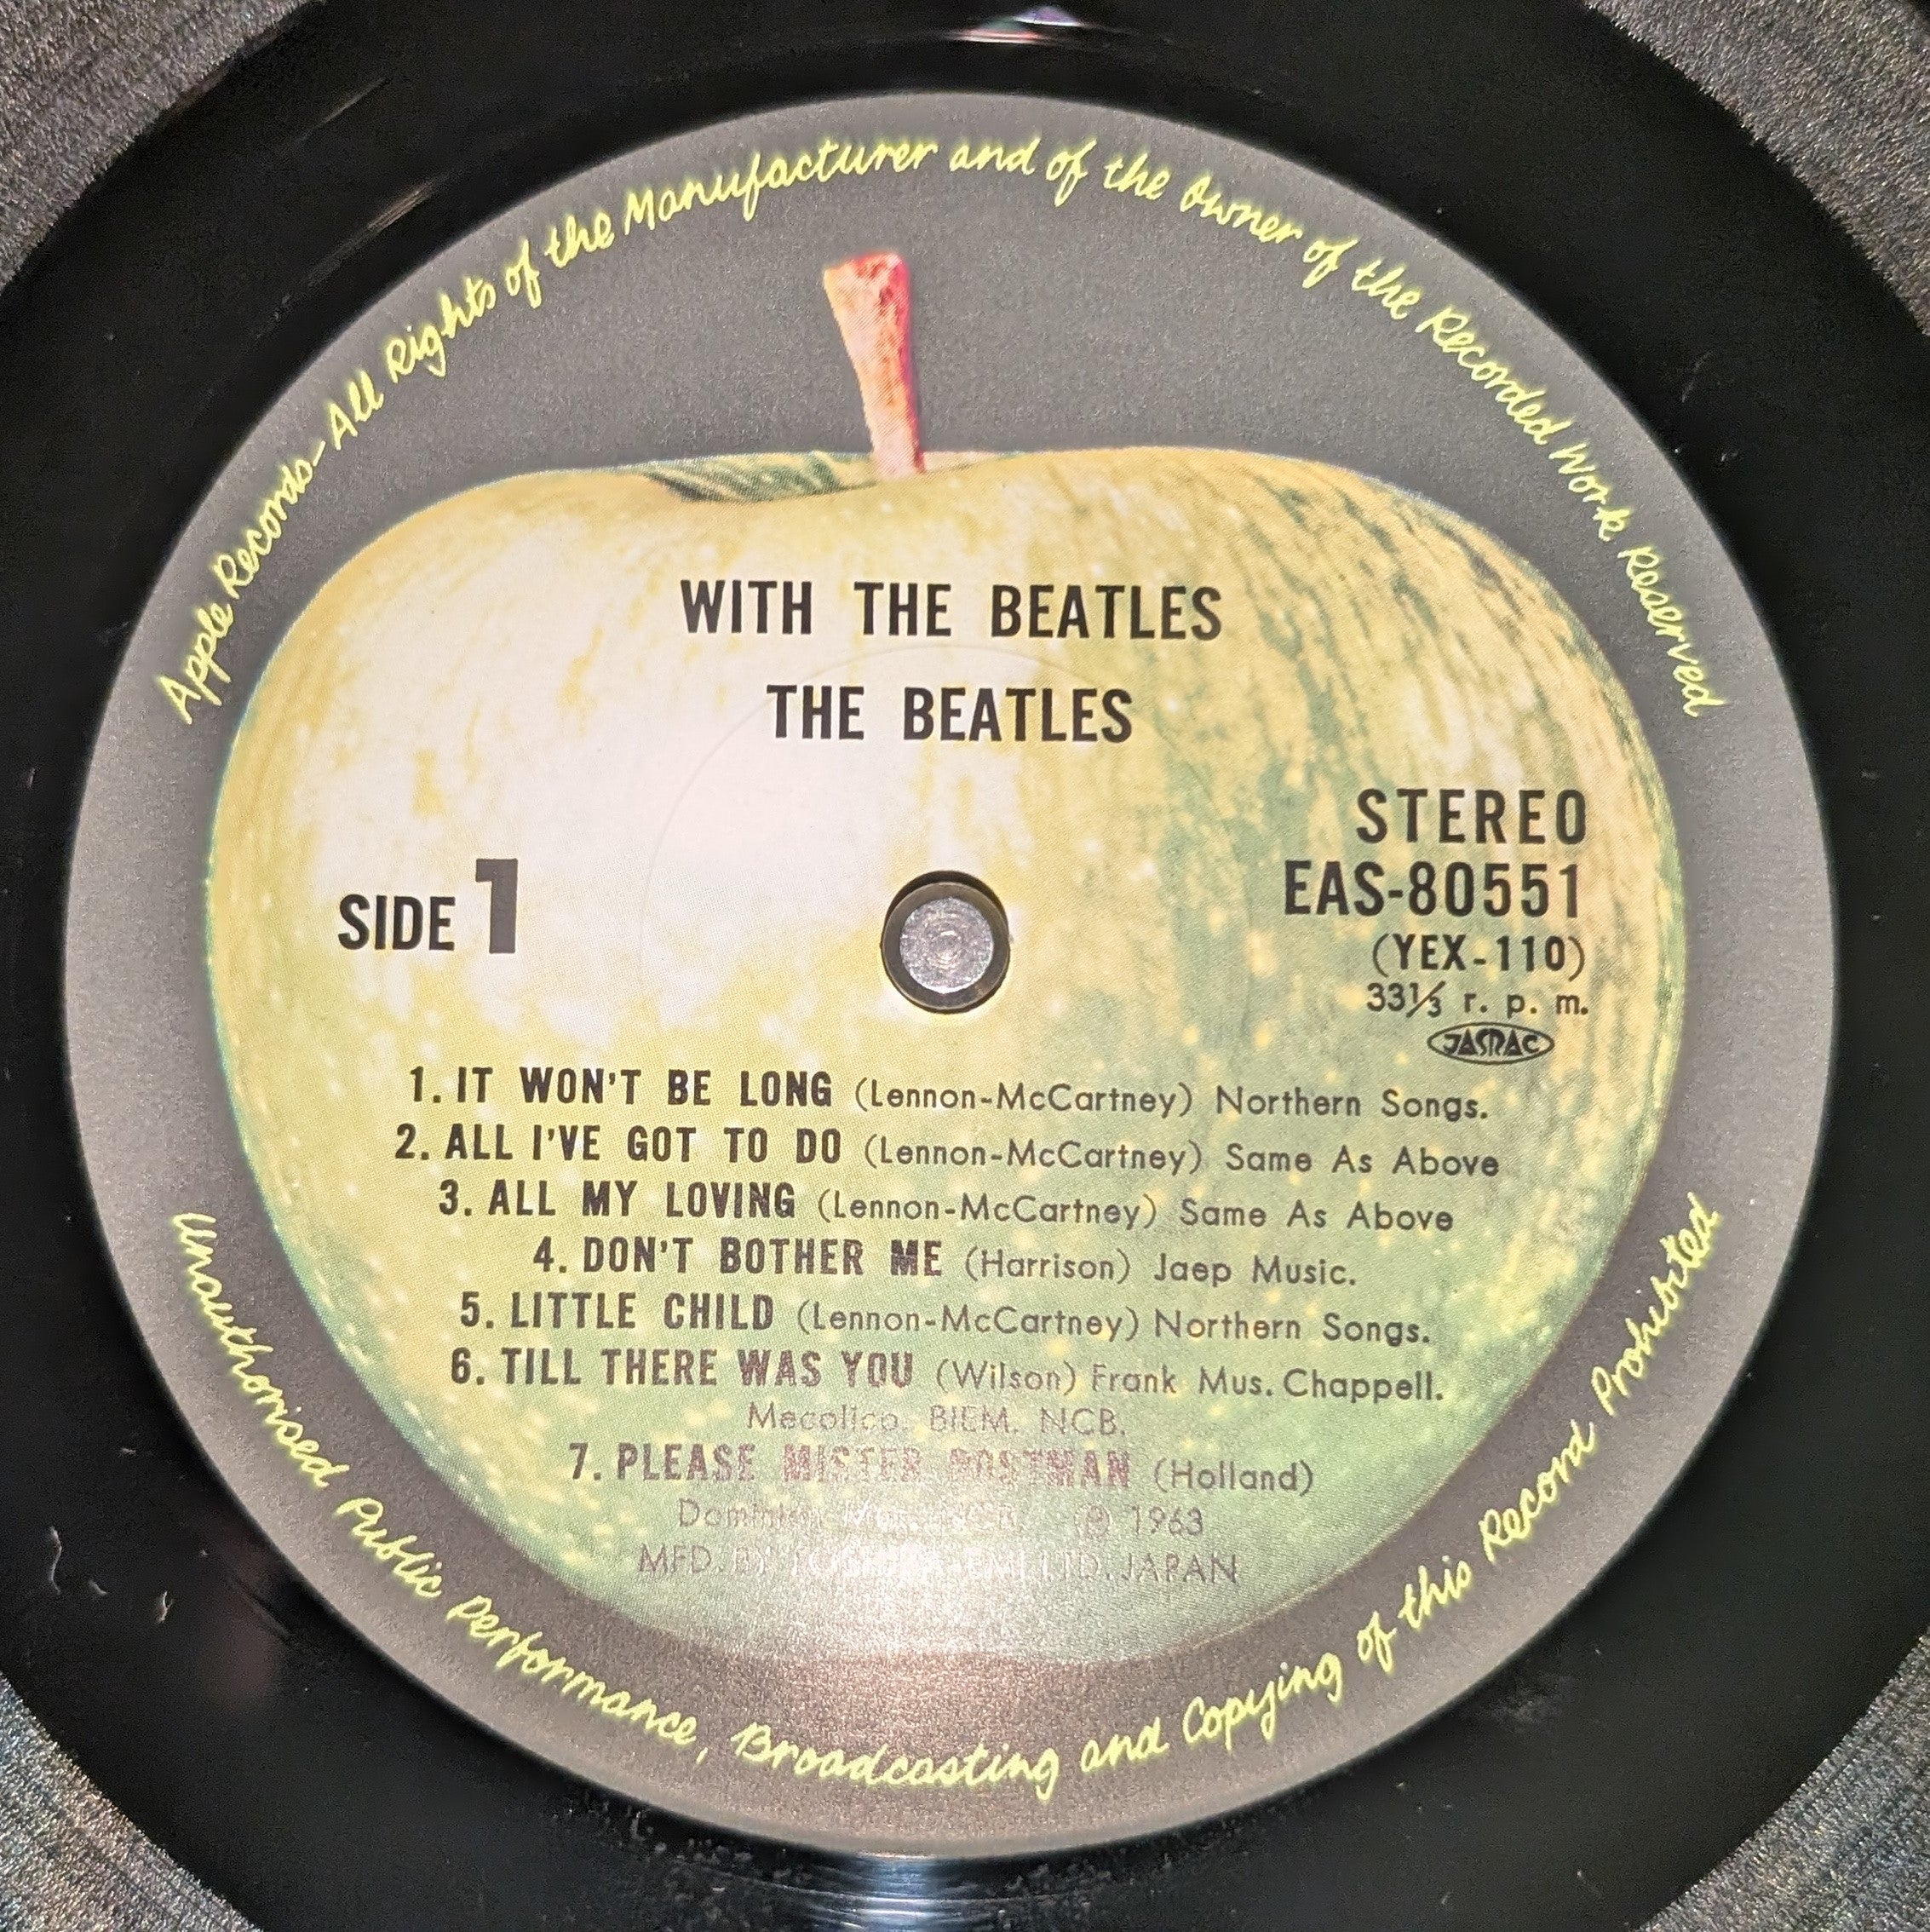 Apple Records—All Rights of the Manufacturer and of the Owner of the Recorded Work Reserved
WITH THE BEATLES
THE BEATLES
STEREO
EAS-80551
(YEX-110)
33⅓ r. p. m.
JASRAC
SIDE 1
1. IT WON'T BE LONG (Lennon-McCartney) Northern Songs.
2. ALL I'VE GOT TO DO (Lennon-McCartney) Same As Above
3. ALL MY LOVING (Lennon-McCartney) Same As Above
4. DON'T BOTHER ME (Harrison) Jaep Music.
5. LITTLE CHILD (Lennon-McCartney) Northern Songs.
6. TILL THERE WAS YOU (Wilson) Frank Mus. Chappell.
Mecolico. BIEM. NCB.
7. PLEASE MISTER POSTMAN (Holland)
Ⓟ 1963
MFD. BY TOSHIBA-EMI LTD. JAPAN
Unauthorised Public Performance, Broadcasting and Copying of this Record Prohibited